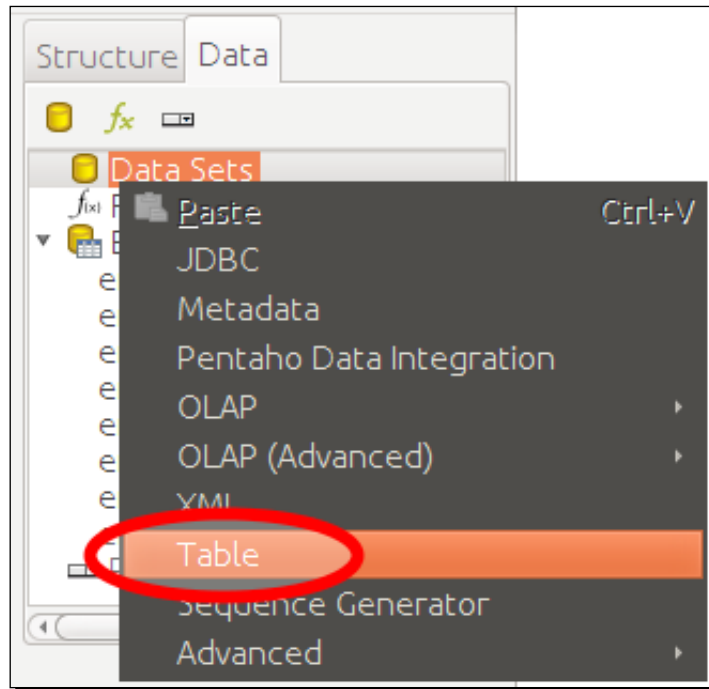 Structure Data
fx
Data Sets
f(x)
Paste Ctrl+V
JDBC
e
Metadata
e
Pentaho Data Integration
e
OLAP
e
e
OLAP (Advanced)
e
e
XML
Table
Sequence Generator
Advanced